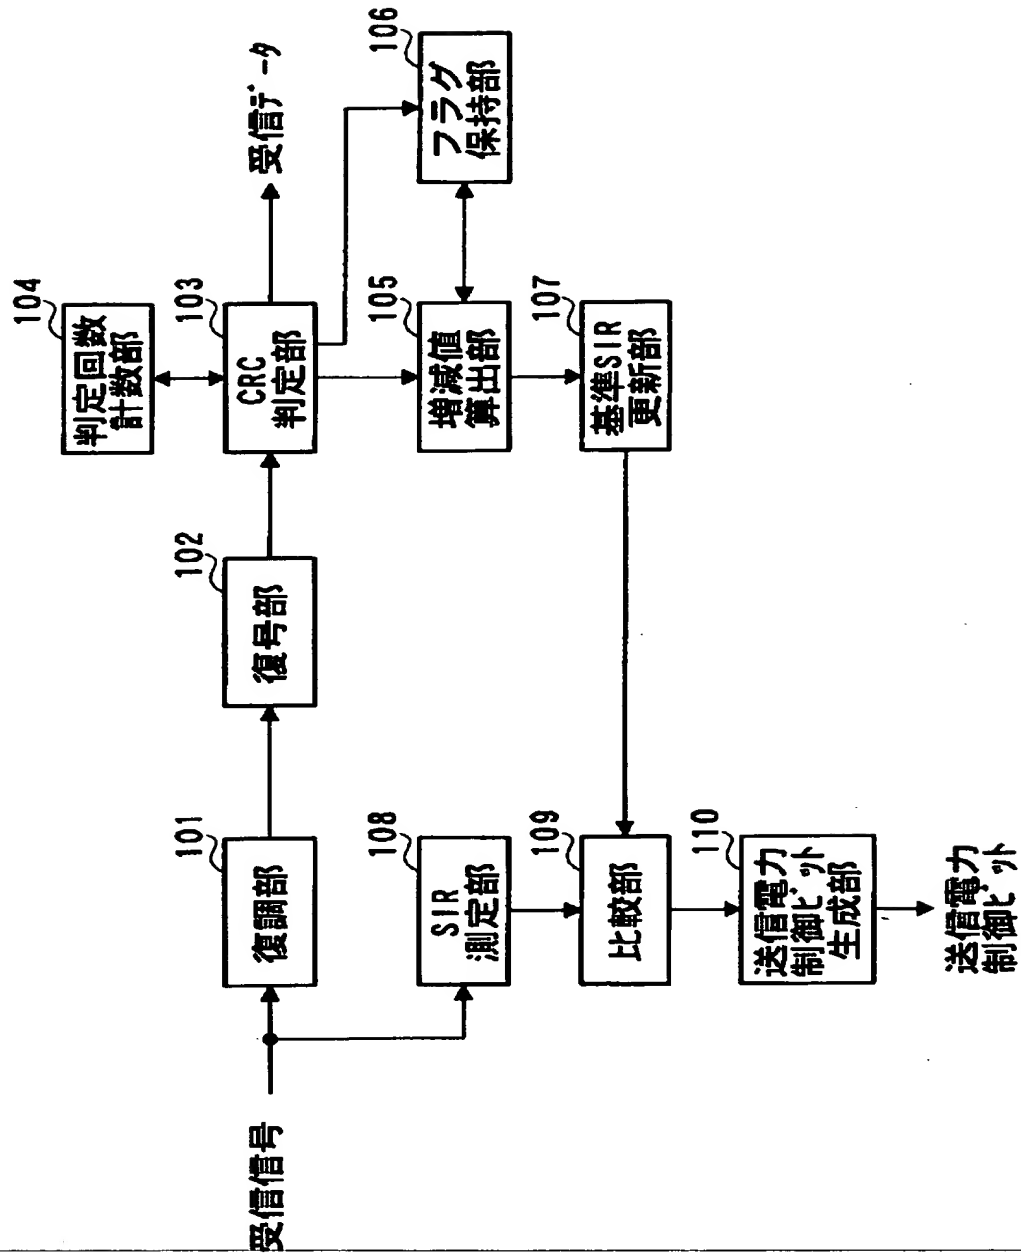 受信信号
101
復調部
102
復号部
103
CRC
判定部
104
判定回数
計数部
受信データ
105
増減値
算出部
106
フラグ
保持部
107
基準SIR
更新部
108
SIR
測定部
109
比較部
110
送信電力
制御ビット
生成部
送信電力
制御ビット